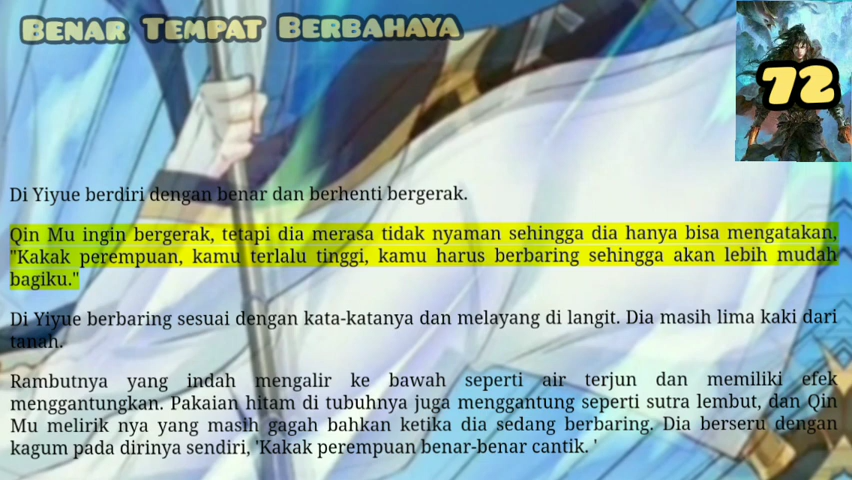 Benar Tempat Berbahaya
72
Di Yiyue berdiri dengan benar dan berhenti bergerak.
Qin Mu ingin bergerak, tetapi dia merasa tidak nyaman sehingga dia hanya bisa mengatakan,
"Kakak perempuan, kamu terlalu tinggi, kamu harus berbaring sehingga akan lebih mudah
bagiku."
Di Yiyue berbaring sesuai dengan kata-katanya dan melayang di langit. Dia masih lima kaki dari
tanah.
Rambutnya yang indah mengalir ke bawah seperti air terjun dan memiliki efek
menggantungkan. Pakaian hitam di tubuhnya juga menggantung seperti sutra lembut, dan Qin
Mu melirik nya yang masih gagah bahkan ketika dia sedang berbaring. Dia berseru dengan
kagum pada dirinya sendiri, 'Kakak perempuan benar-benar cantik. '